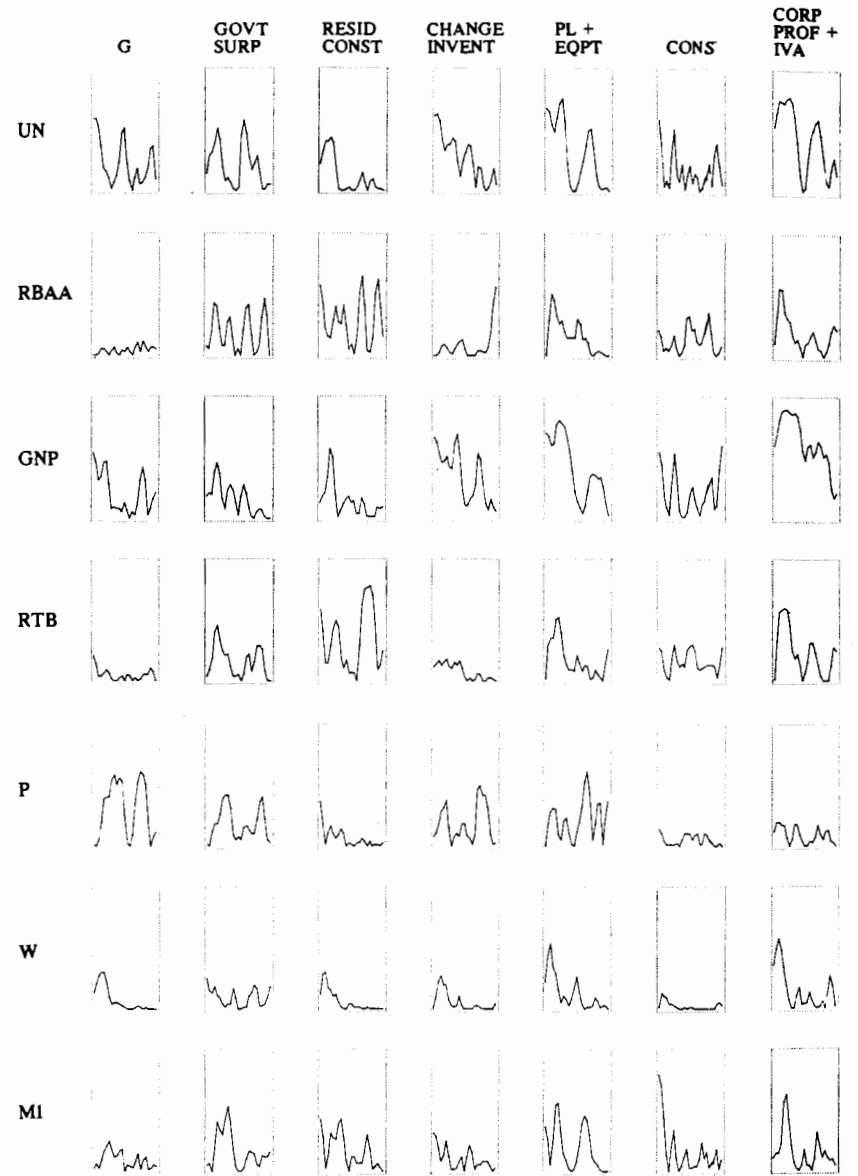 G
GOVT
SURP
RESID
CONST
CHANGE
INVENT
PL +
EQPT
CONS
CORP
PROF +
IVA
UN
RBAA
GNP
RTB
P
W
M1